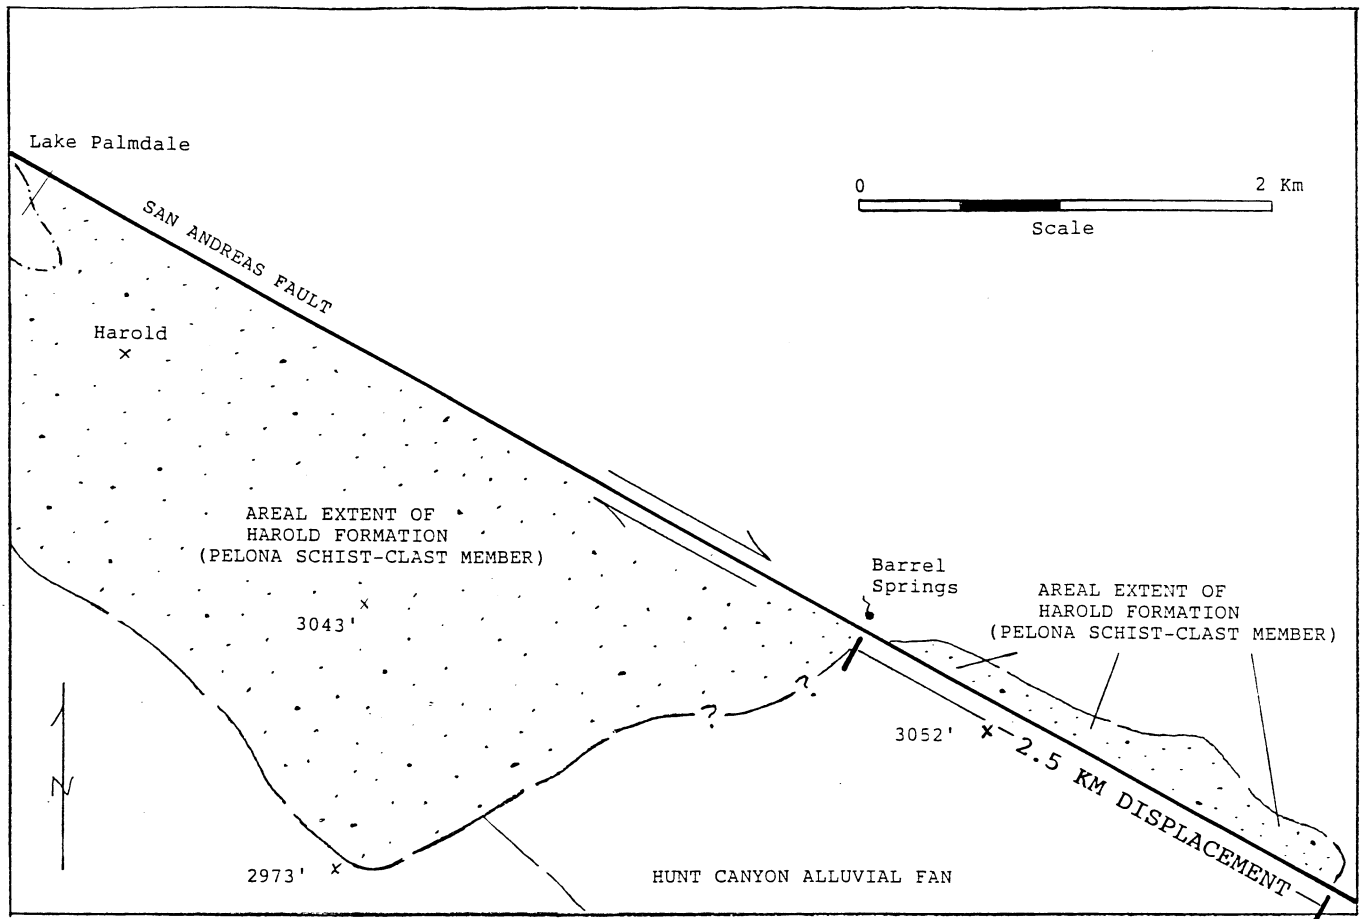 Lake Palmdale
SAN ANDREAS FAULT
0 2 Km
Scale
Harold
x
AREAL EXTENT OF
HAROLD FORMATION
(PELONA SCHIST-CLAST MEMBER)
x
3043'
Barrel
Springs
AREAL EXTENT OF
HAROLD FORMATION
(PELONA SCHIST-CLAST MEMBER)
?
?
3052' x
2.5 KM DISPLACEMENT
N
2973' x
HUNT CANYON ALLUVIAL FAN